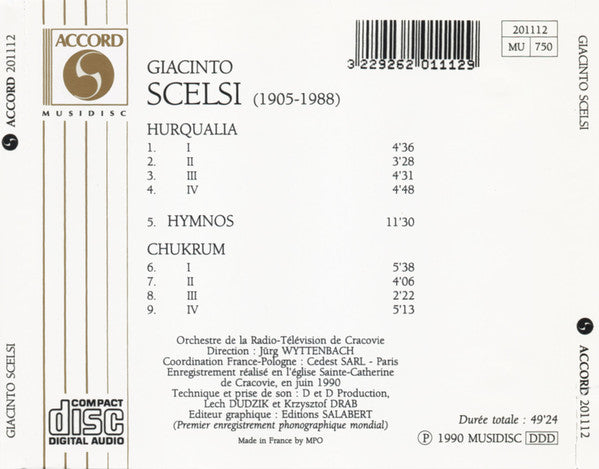 ACCORD 201112
GIACINTO SCELSI
ACCORD
MUSIDISC
COMPACT
disc
DIGITAL AUDIO
3 229262 011129
201112
MU 750
GIACINTO
SCELSI (1905-1988)
HURQUALIA
1. I 4'36
2. II 3'28
3. III 4'31
4. IV 4'48
5. HYMNOS 11'30
CHUKRUM
6. I 5'38
7. II 4'06
8. III 2'22
9. IV 5'13
Orchestre de la Radio-Télévision de Cracovie
Direction : Jürg WYTTENBACH
Coordination France-Pologne : Cedest SARL - Paris
Enregistrement réalisé en l'église Sainte-Catherine
de Cracovie, en juin 1990
Technique et prise de son : D et D Production,
Lech DUDZIK et Krzysztof DRAB
Editeur graphique : Editions SALABERT
(Premier enregistrement phonographique mondial)
Made in France by MPO
Durée totale : 49'24
Ⓟ 1990 MUSIDISC DDD
GIACINTO SCELSI
ACCORD 201112